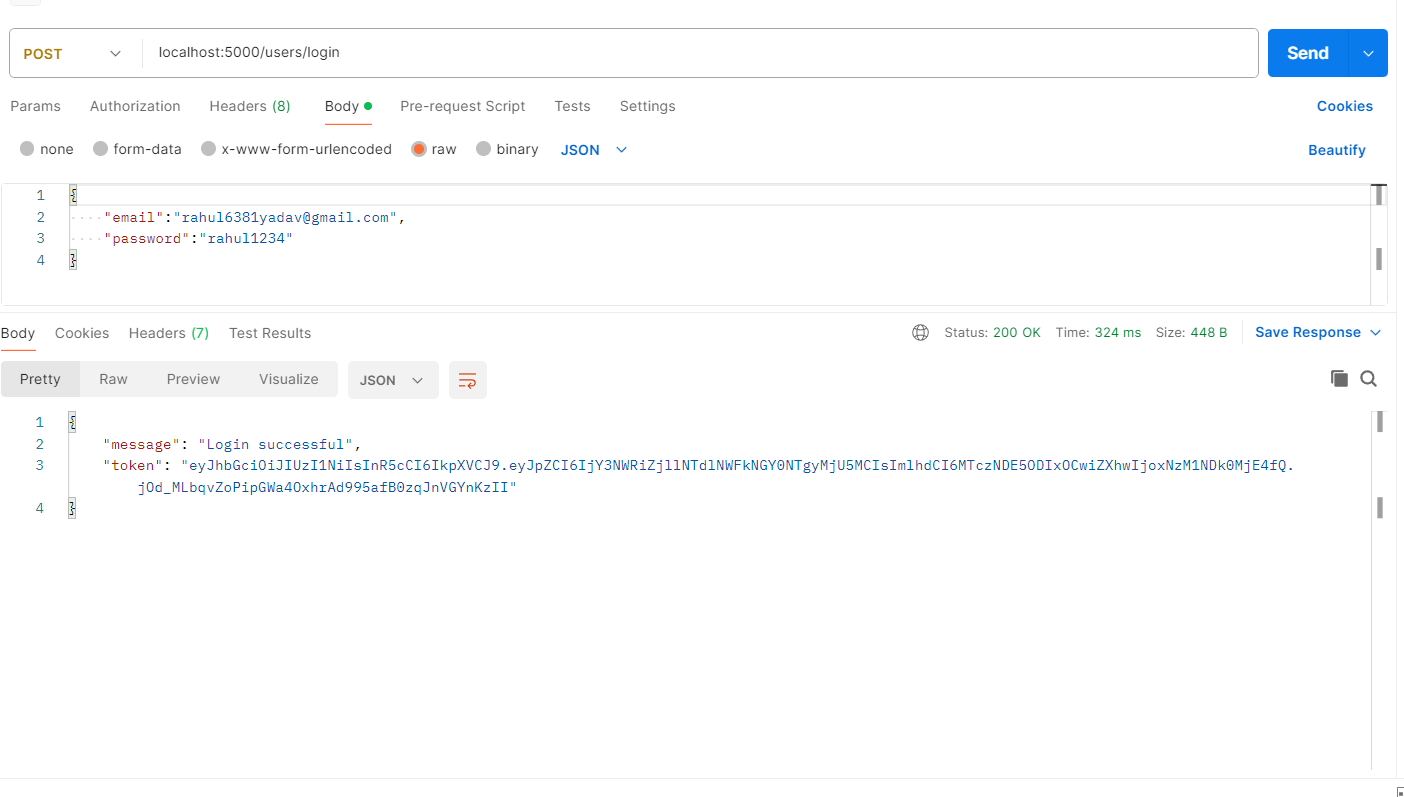 POST localhost:5000/users/login Send
Params Authorization Headers (8) Body Pre-request Script Tests Settings Cookies
none form-data x-www-form-urlencoded raw binary JSON Beautify
1 {
2 "email":"rahul6381yadav@gmail.com",
3 "password":"rahul1234"
4 }
Body Cookies Headers (7) Test Results Status: 200 OK Time: 324 ms Size: 448 B Save Response
Pretty Raw Preview Visualize JSON
1 {
2 "message": "Login successful",
3 "token": "eyJhbGciOiJIUzI1NiIsInR5cCI6IkpXVCJ9.eyJpZCI6IjY3NWRiZjllNTdlNWFkNGY0NTgyMjU5MCIsImlhdCI6MTczNDE5ODIxOCwiZXhwIjoxNzM1NDk0MjE4fQ.
jOd_MLbqvZoPipGWa4OxhrAd995afB0zqJnVGYnKzII"
4 }